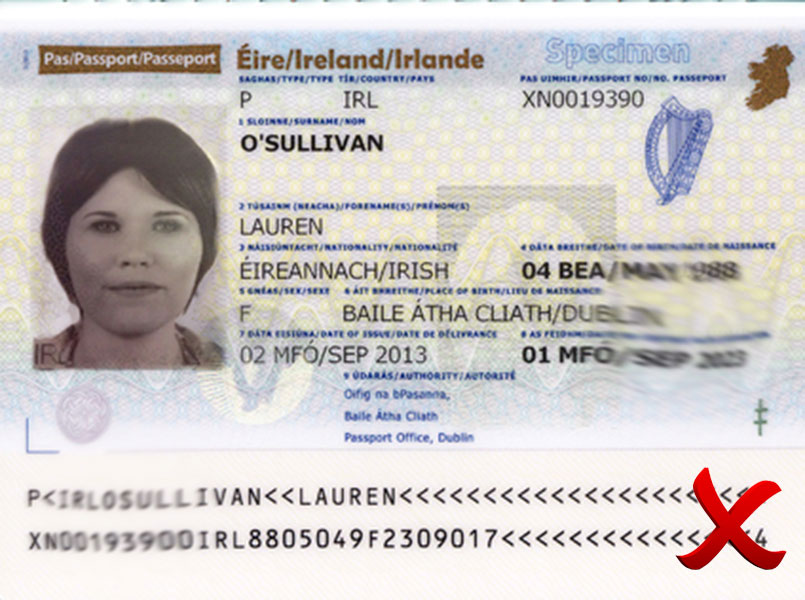 Pas/Passport/Passeport
Éire/Ireland/Irlande
Specimen
SAGHAS/TYPE/TYPE TÍR/COUNTRY/PAYS PAS UIMHIR/PASSPORT NO/NO. PASSEPORT
P IRL XN0019390
1 SLOINNE/SURNAME/NOM
O'SULLIVAN
2 TÚSAINM (NEACHA)/FORENAME(S)/PRÉNOM(S)
LAUREN
3 NÁISIÚNTACHT/NATIONALITY/NATIONALITÉ 4 DÁTA BREITHE/DATE OF BIRTH/DATE DE NAISSANCE
ÉIREANNACH/IRISH 04 BEA/MAY 1988
5 GNÉAS/SEX/SEXE 6 ÁIT BHREITHE/PLACE OF BIRTH/LIEU DE NAISSANCE
F BAILE ÁTHA CLIATH/DUBLIN
7 DÁTA EISIÚNA/DATE OF ISSUE/DATE DE DÉLIVRANCE 8 AS FEIDHM/
02 MFÓ/SEP 2013 01 MFÓ/SEP 2023
9 ÚDARÁS/AUTHORITY/AUTORITÉ
Oifig na bPasanna,
Baile Átha Cliath
Passport Office, Dublin
IRL
P<IRLOSULLIVAN<<LAUREN<<<<<<<<<<<<<<<<<<<<<<
XN00193900IRL8805049F2309017<<<<<<<<<<<<<<4